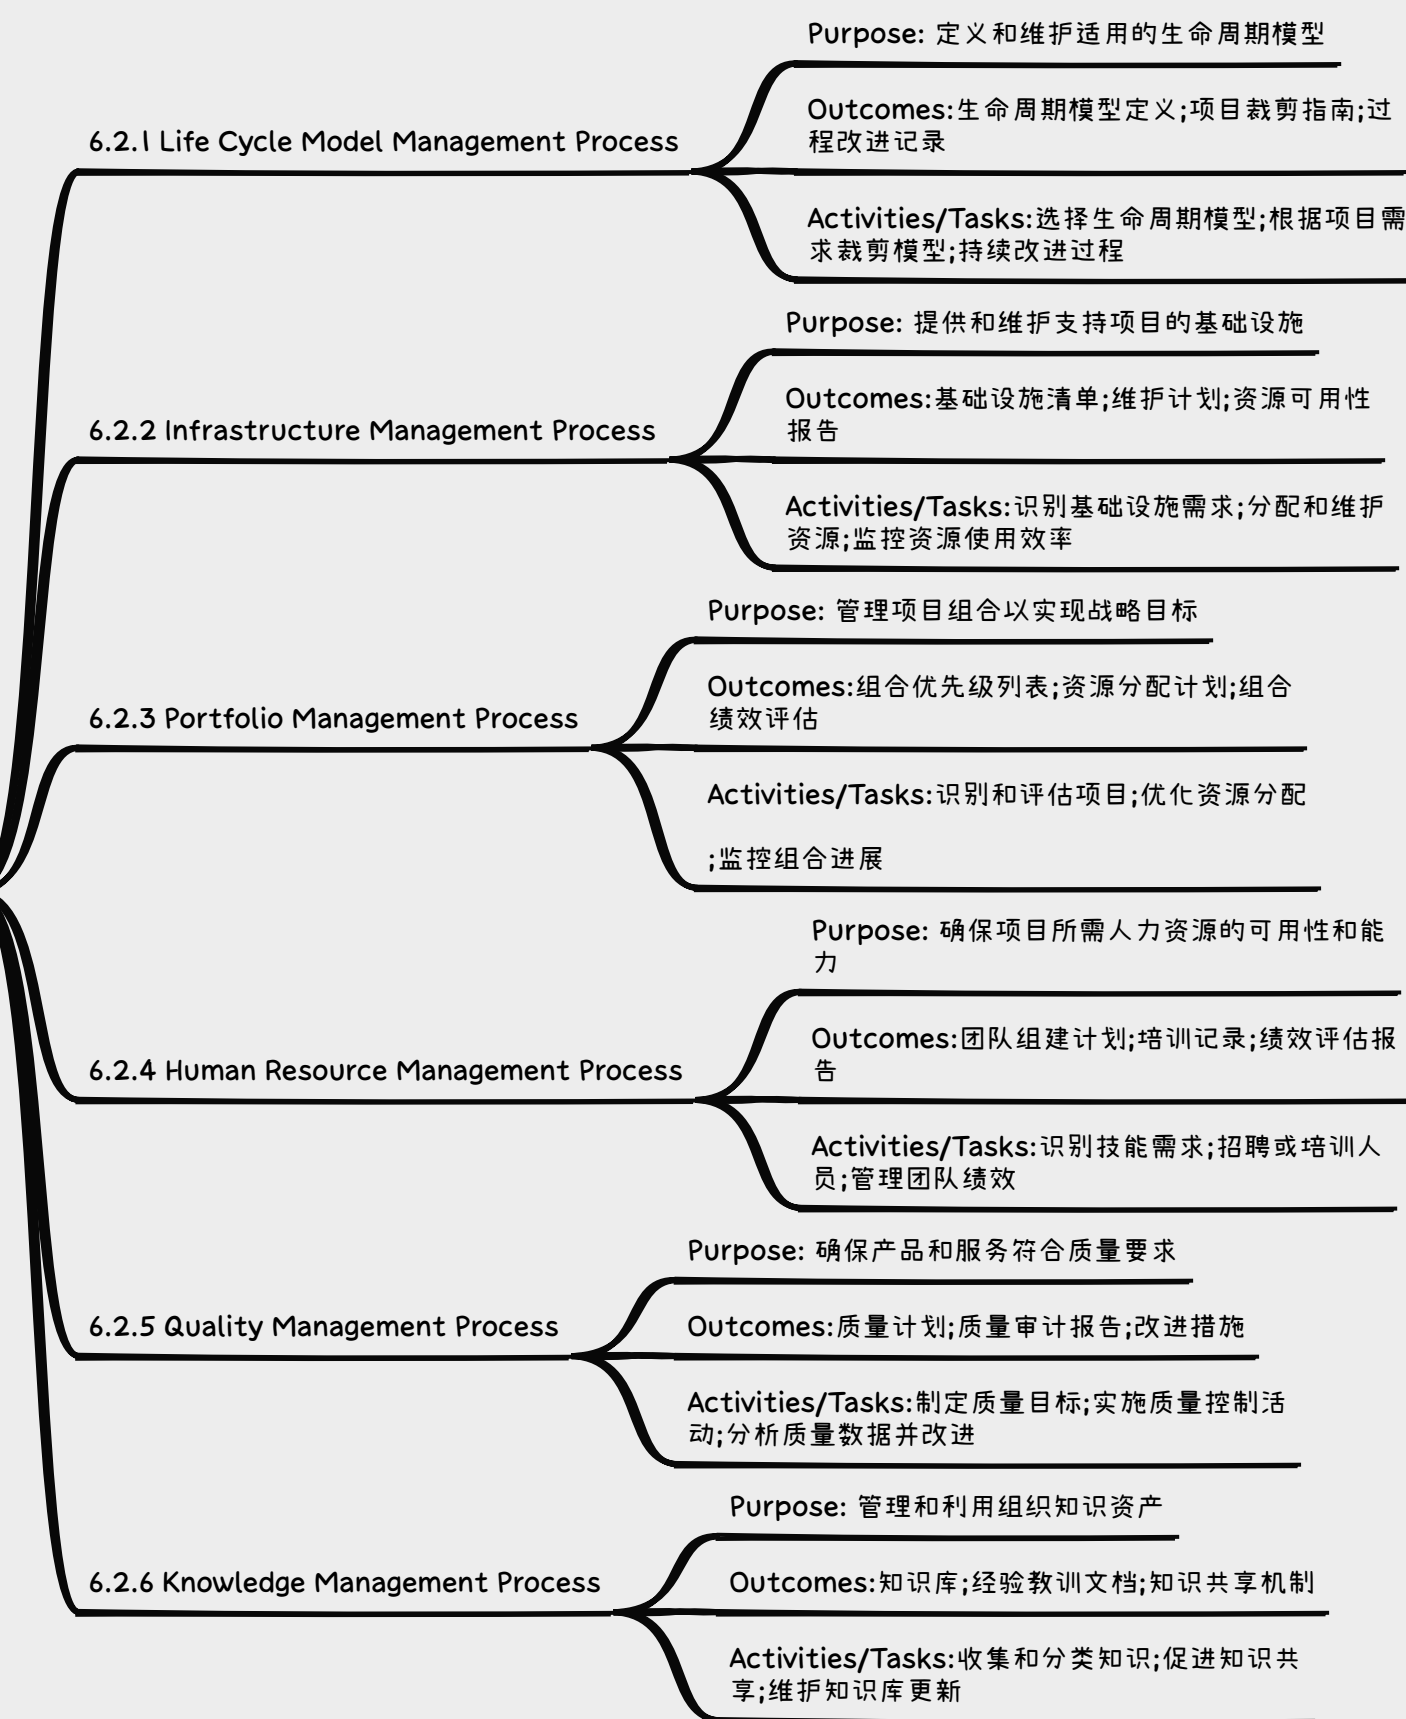 6.2.1 Life Cycle Model Management Process
Purpose: 定义和维护适用的生命周期模型
Outcomes:生命周期模型定义;项目裁剪指南;过
程改进记录
Activities/Tasks:选择生命周期模型;根据项目需
求裁剪模型;持续改进过程
6.2.2 Infrastructure Management Process
Purpose: 提供和维护支持项目的基础设施
Outcomes:基础设施清单;维护计划;资源可用性
报告
Activities/Tasks:识别基础设施需求;分配和维护
资源;监控资源使用效率
6.2.3 Portfolio Management Process
Purpose: 管理项目组合以实现战略目标
Outcomes:组合优先级列表;资源分配计划;组合
绩效评估
Activities/Tasks:识别和评估项目;优化资源分配
;监控组合进展
6.2.4 Human Resource Management Process
Purpose: 确保项目所需人力资源的可用性和能
力
Outcomes:团队组建计划;培训记录;绩效评估报
告
Activities/Tasks:识别技能需求;招聘或培训人
员;管理团队绩效
6.2.5 Quality Management Process
Purpose: 确保产品和服务符合质量要求
Outcomes:质量计划;质量审计报告;改进措施
Activities/Tasks:制定质量目标;实施质量控制活
动;分析质量数据并改进
6.2.6 Knowledge Management Process
Purpose: 管理和利用组织知识资产
Outcomes:知识库;经验教训文档;知识共享机制
Activities/Tasks:收集和分类知识;促进知识共
享;维护知识库更新